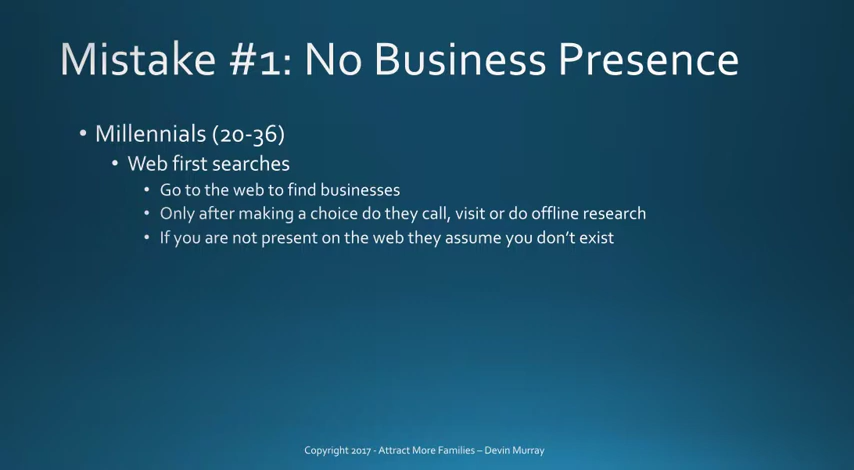 Mistake #1: No Business Presence
• Millennials (20-36)
• Web first searches
• Go to the web to find businesses
• Only after making a choice do they call, visit or do offline research
• If you are not present on the web they assume you don’t exist
Copyright 2017 - Attract More Families – Devin Murray